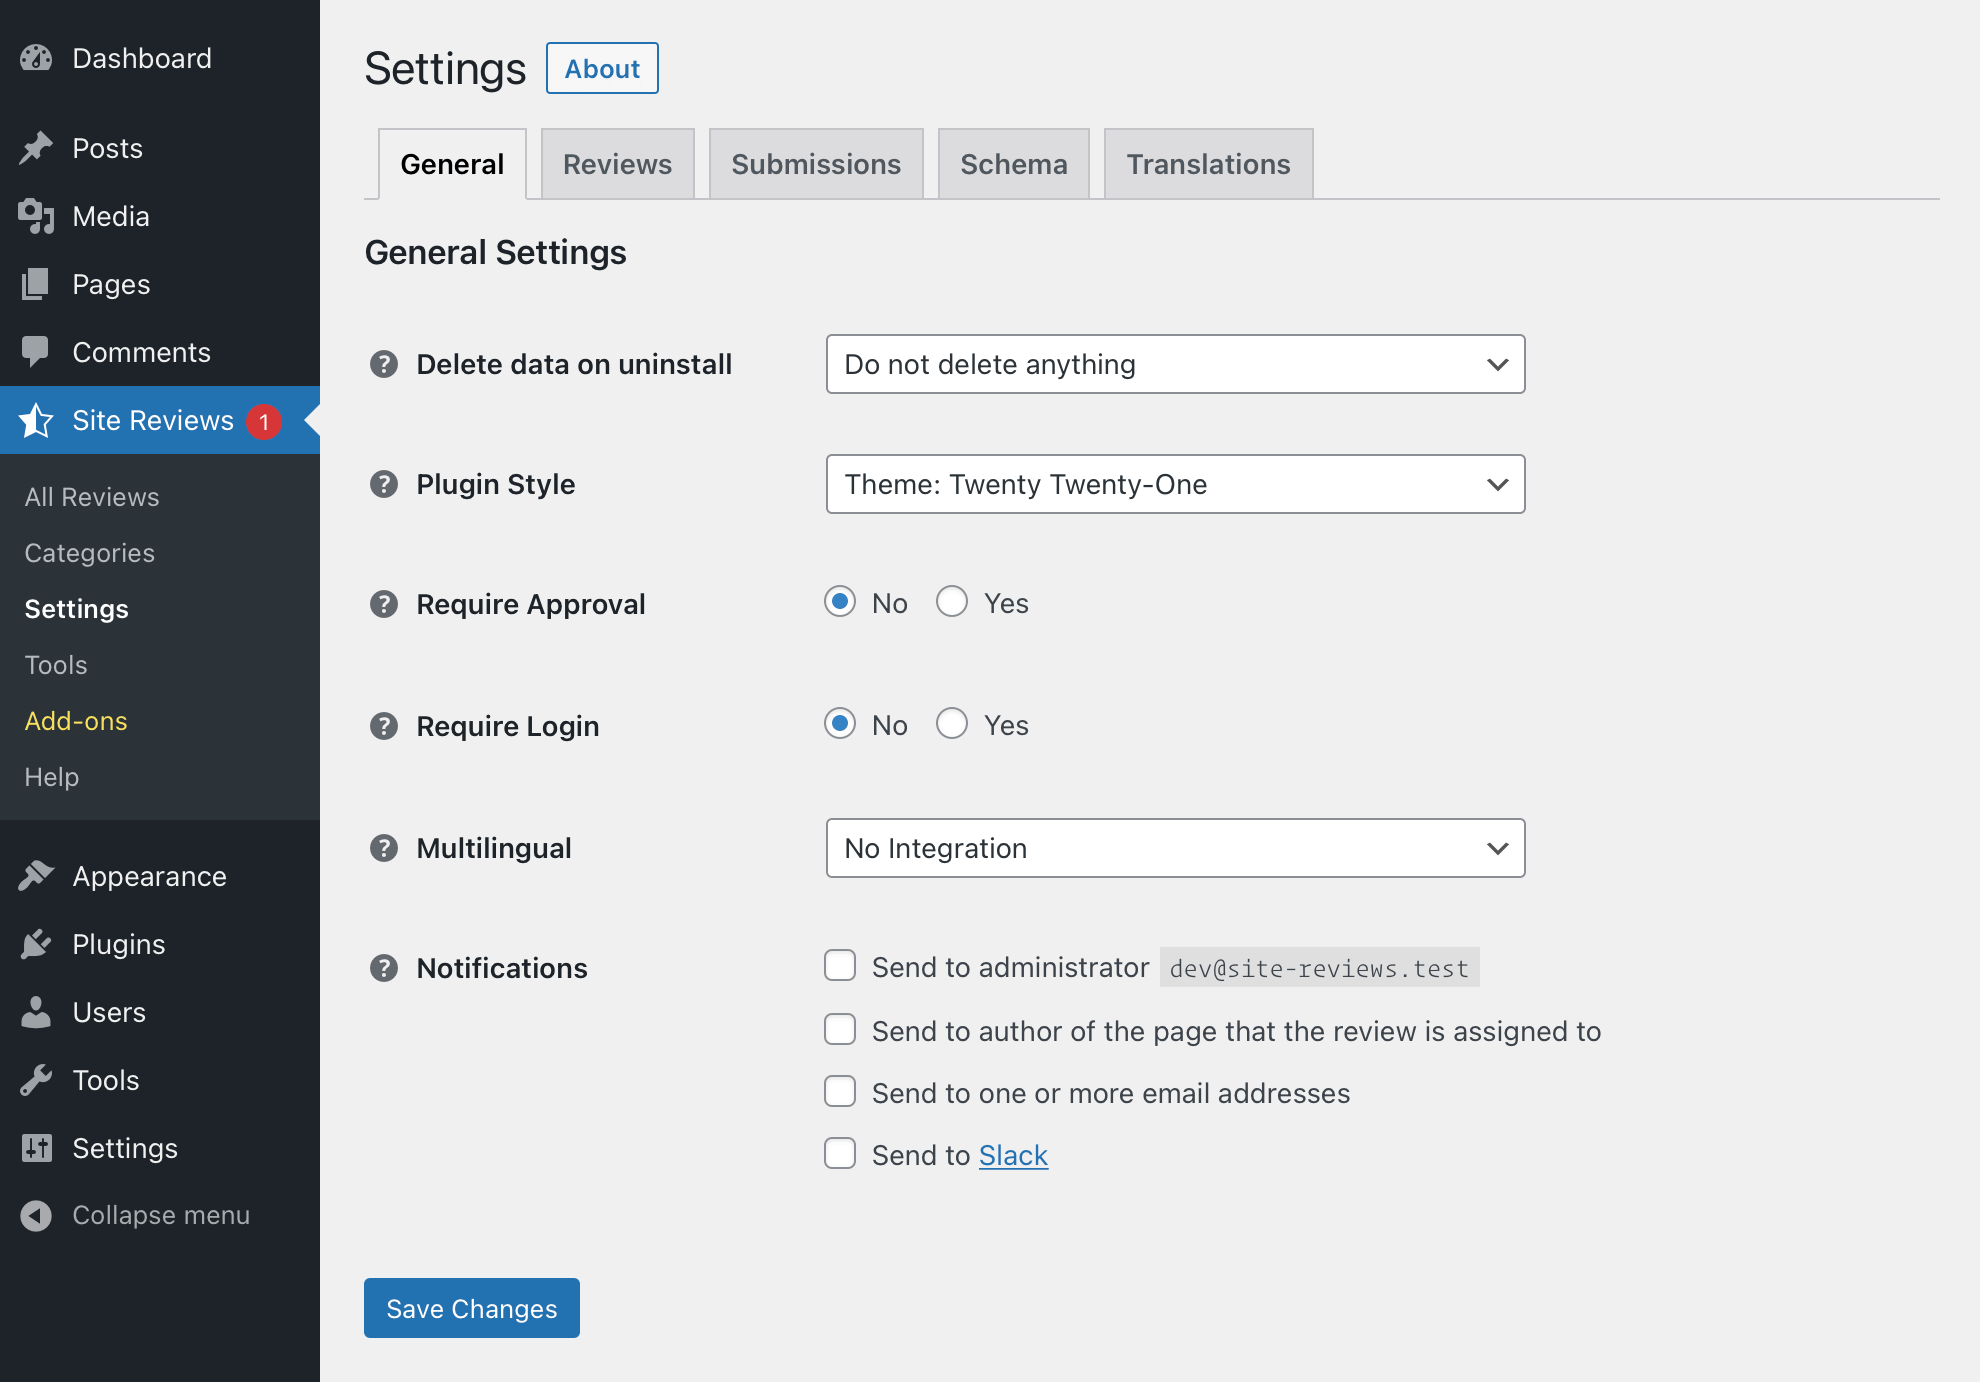 Dashboard
Posts
Media
Pages
Comments
Site Reviews 1
All Reviews
Categories
Settings
Tools
Add-ons
Help
Appearance
Plugins
Users
Tools
Settings
Collapse menu
Settings About
General Reviews Submissions Schema Translations
General Settings
? Delete data on uninstall Do not delete anything
? Plugin Style Theme: Twenty Twenty-One
? Require Approval No Yes
? Require Login No Yes
? Multilingual No Integration
? Notifications Send to administrator dev@site-reviews.test
Send to author of the page that the review is assigned to
Send to one or more email addresses
Send to Slack
Save Changes